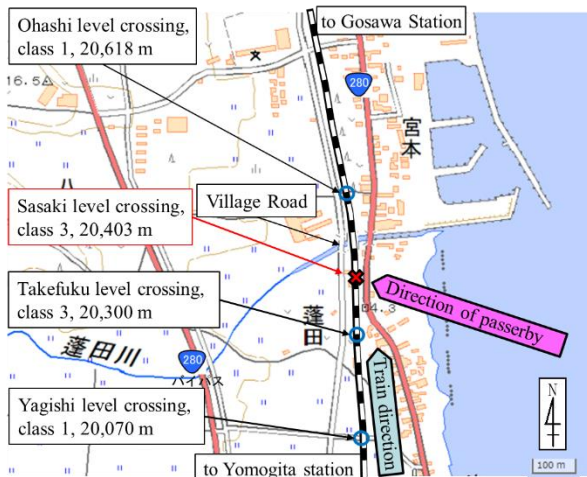 Ohashi level crossing,
class 1, 20,618 m
to Gosawa Station
280
16.5
宮本
八
Village Road
Sasaki level crossing,
class 3, 20,403 m
Direction of passerby
4.3
Takefuku level crossing,
class 3, 20,300 m
蓬田
蓬田川
280
バイパス
Train direction
Yagishi level crossing,
class 1, 20,070 m
to Yomogita station
N
100 m